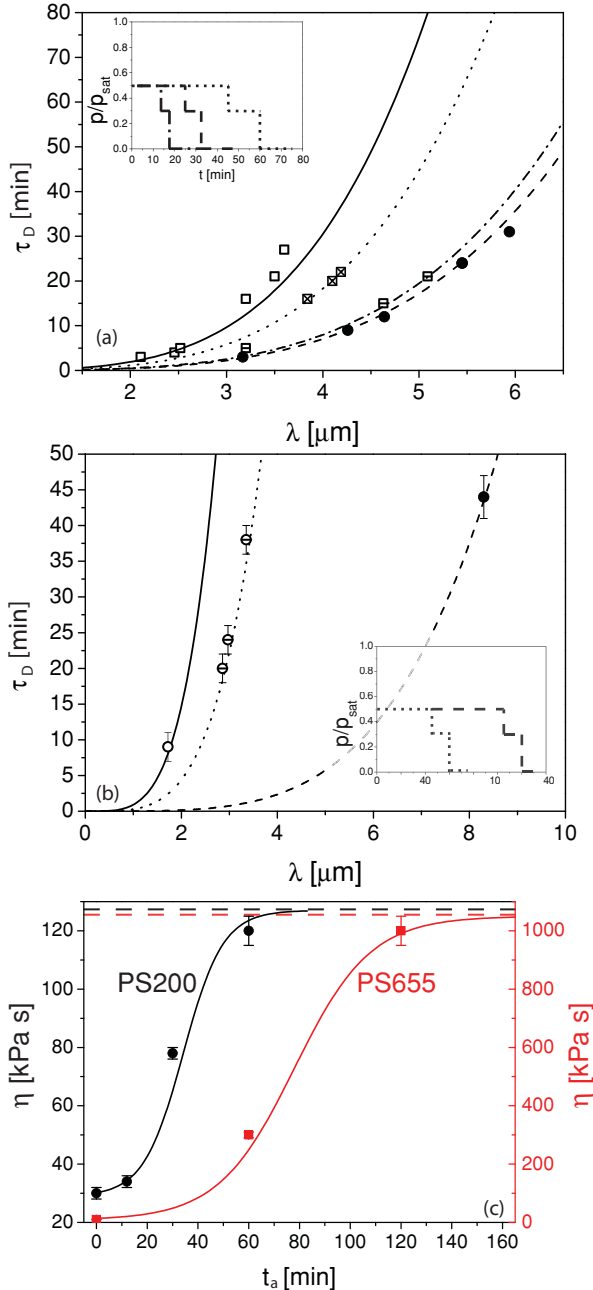 80
70
60
50
40
30
20
10
0
τD [min]
1.0
0.8
0.6
0.4
0.2
0.0
p/psat
0 10 20 30 40 50 60 70 80
t [min]
(a)
2 3 4 5 6
λ [μm]
50
45
40
35
30
25
20
15
10
5
0
τD [min]
1.0
0.8
0.6
0.4
0.2
0.0
p/psat
0 40 10 40
(b)
0 2 4 6 8 10
λ [μm]
120
100
80
60
40
20
η [kPa s]
PS200
PS655
1000
800
600
400
200
0
η [kPa s]
(c)
0 20 40 60 80 100 120 140 160
ta [min]